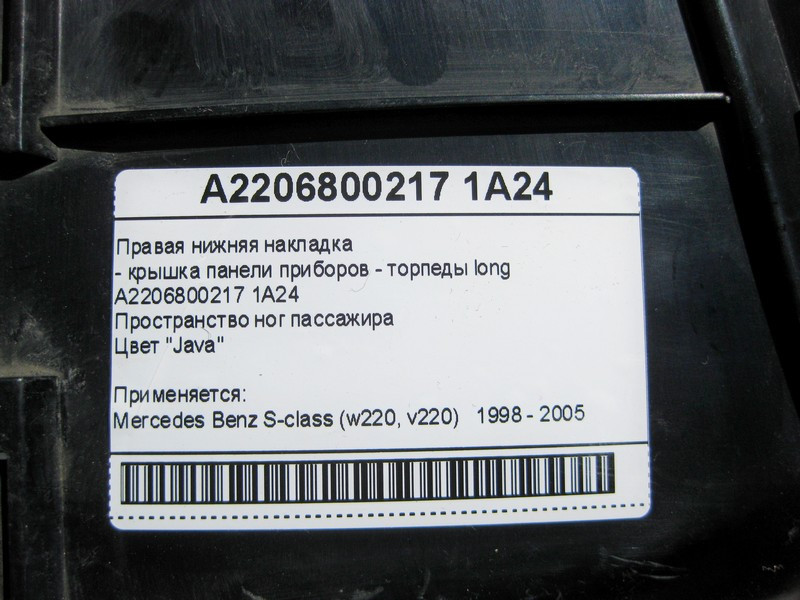 A2206800217 1A24
Правая нижняя накладка
- крышка панели приборов - торпеды long
A2206800217 1A24
Пространство ног пассажира
Цвет "Java"
Применяется:
Mercedes Benz S-class (w220, v220) 1998 - 2005